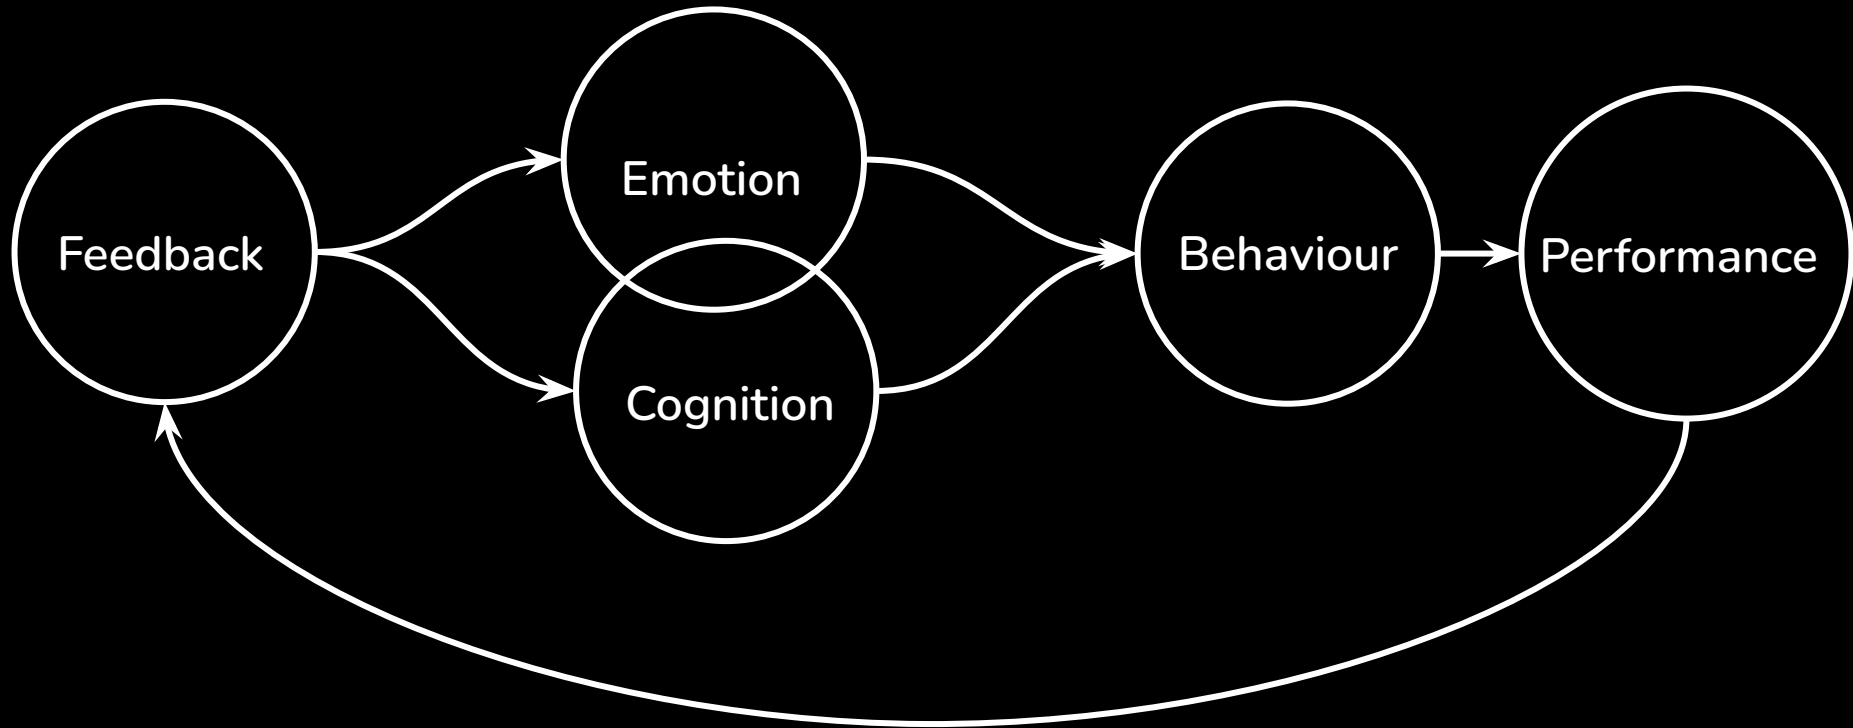 Feedback
Emotion
Cognition
Behaviour
Performance